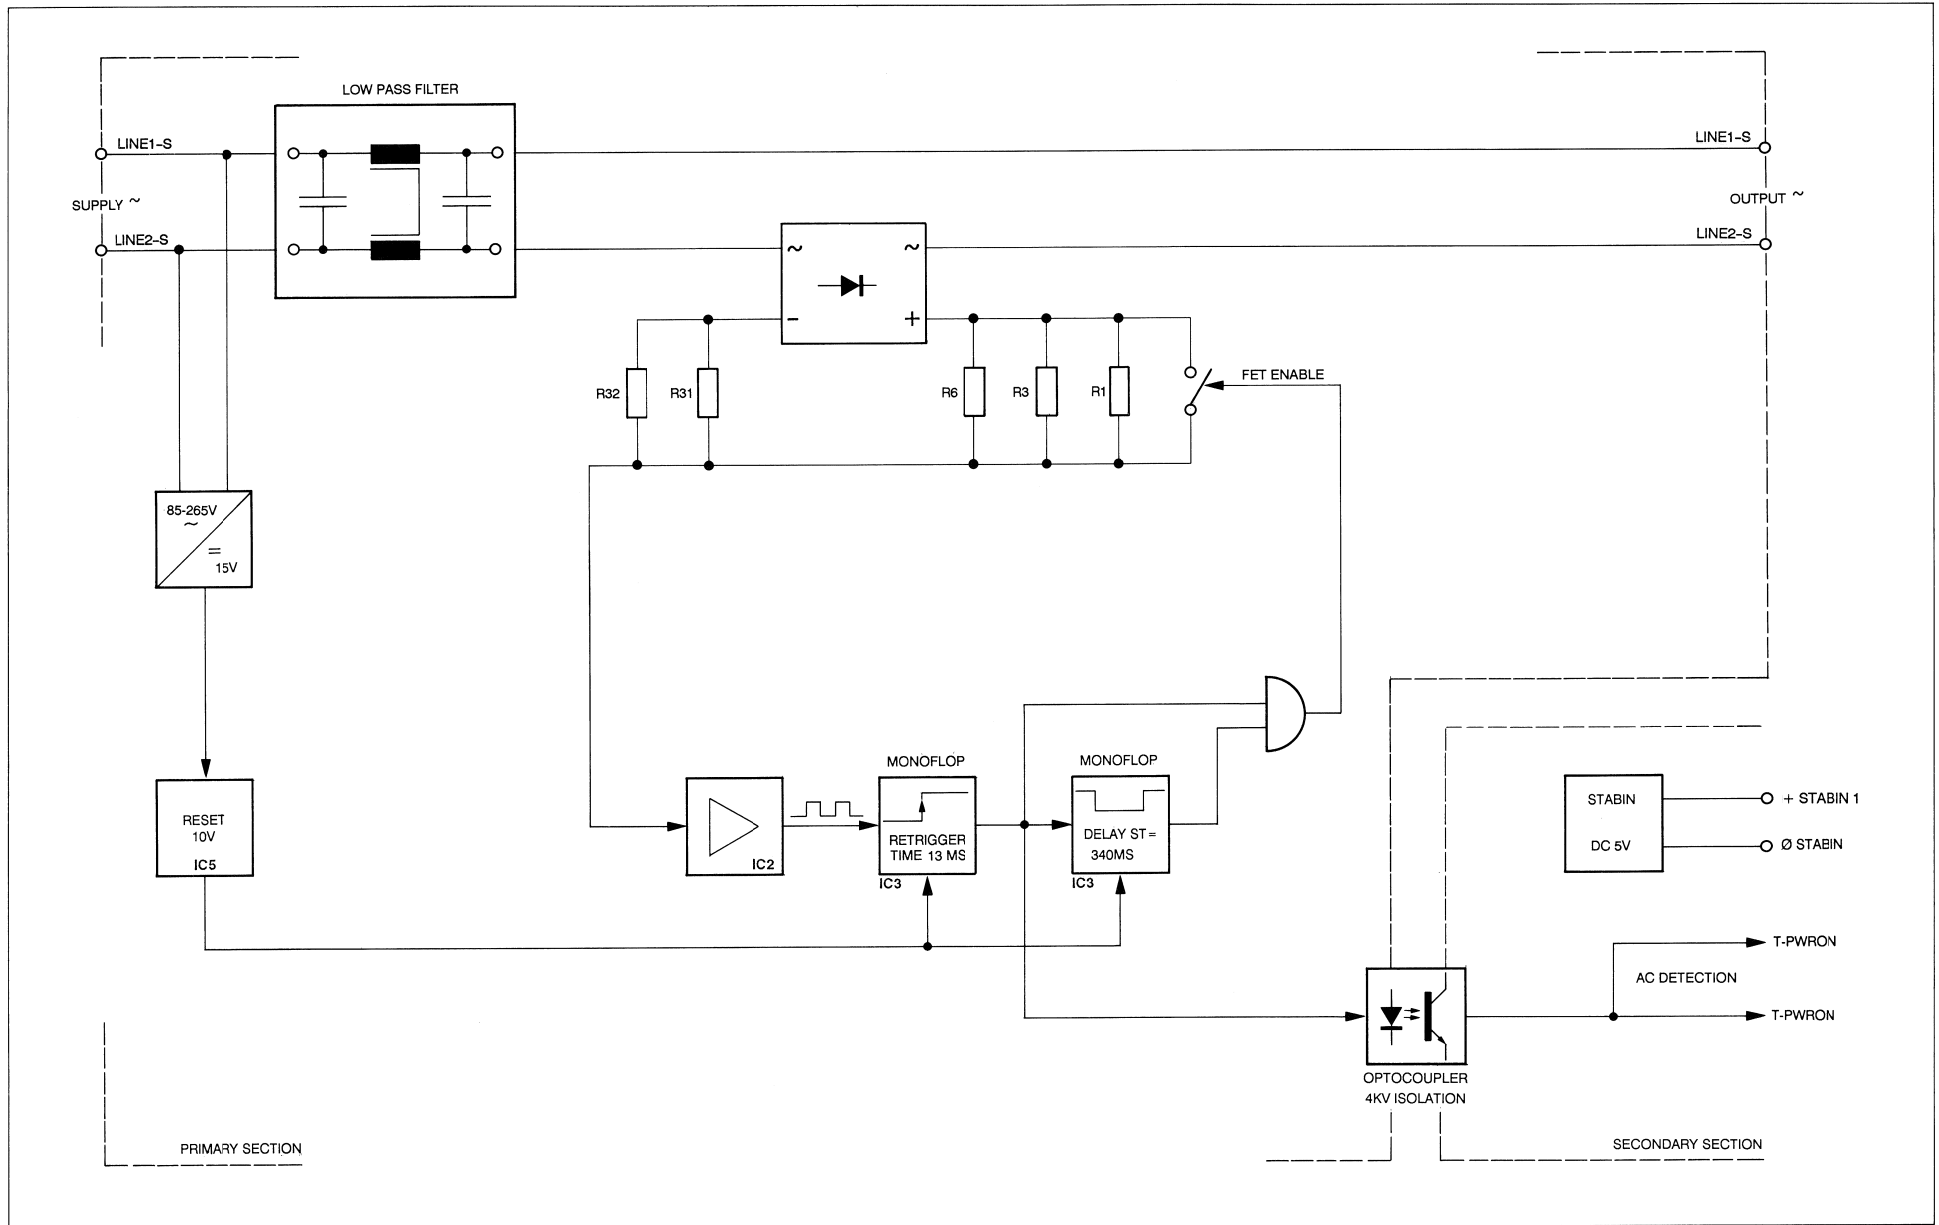 LOW PASS FILTER
LINE1-S
LINE1-S
SUPPLY ~
OUTPUT ~
LINE2-S
LINE2-S
~ ~
- +
R32
R31
R6
R3
R1
FET ENABLE
85-265V
~
=
15V
RESET
10V
IC5
IC2
MONOFLOP
RETRIGGER
TIME 13 MS
IC3
MONOFLOP
DELAY ST=
340MS
IC3
STABIN
DC 5V
+ STABIN 1
Ø STABIN
T-PWRON
AC DETECTION
T-PWRON
OPTOCOUPLER
4KV ISOLATION
PRIMARY SECTION
SECONDARY SECTION